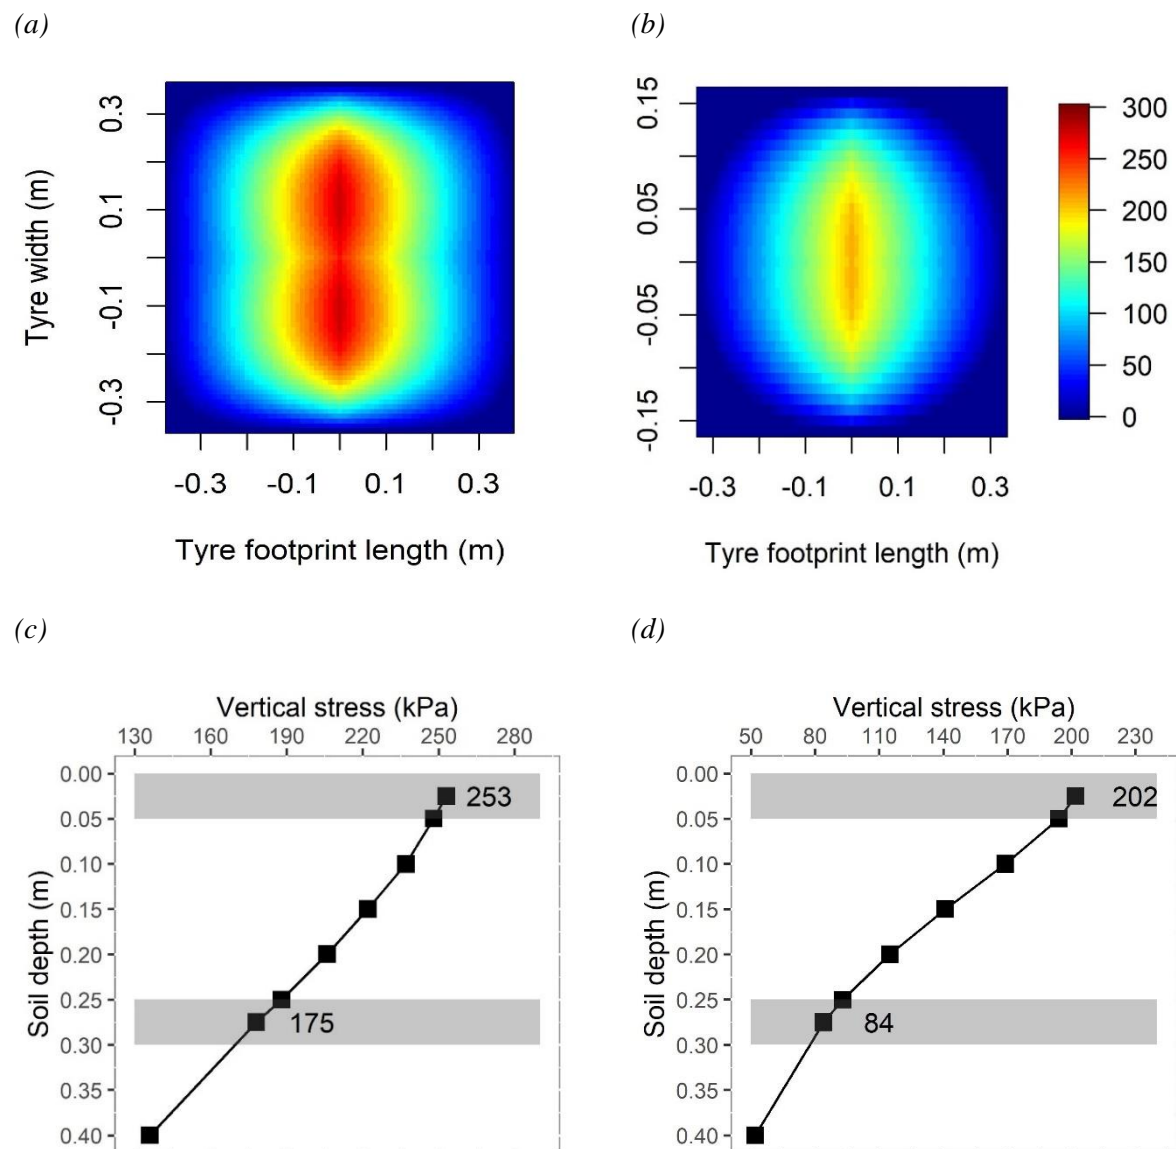 (a)
(b)
Tyre width (m)
0.3
0.1
-0.1
-0.3
-0.3 -0.1 0.1 0.3
Tyre footprint length (m)
0.15
0.05
-0.05
-0.15
-0.3 -0.1 0.1 0.3
Tyre footprint length (m)
300
250
200
150
100
50
0
(c)
(d)
Vertical stress (kPa)
130 160 190 220 250 280
Soil depth (m)
0.00
0.05
0.10
0.15
0.20
0.25
0.30
0.35
0.40
253
175
Vertical stress (kPa)
50 80 110 140 170 200 230
Soil depth (m)
0.00
0.05
0.10
0.15
0.20
0.25
0.30
0.35
0.40
202
84